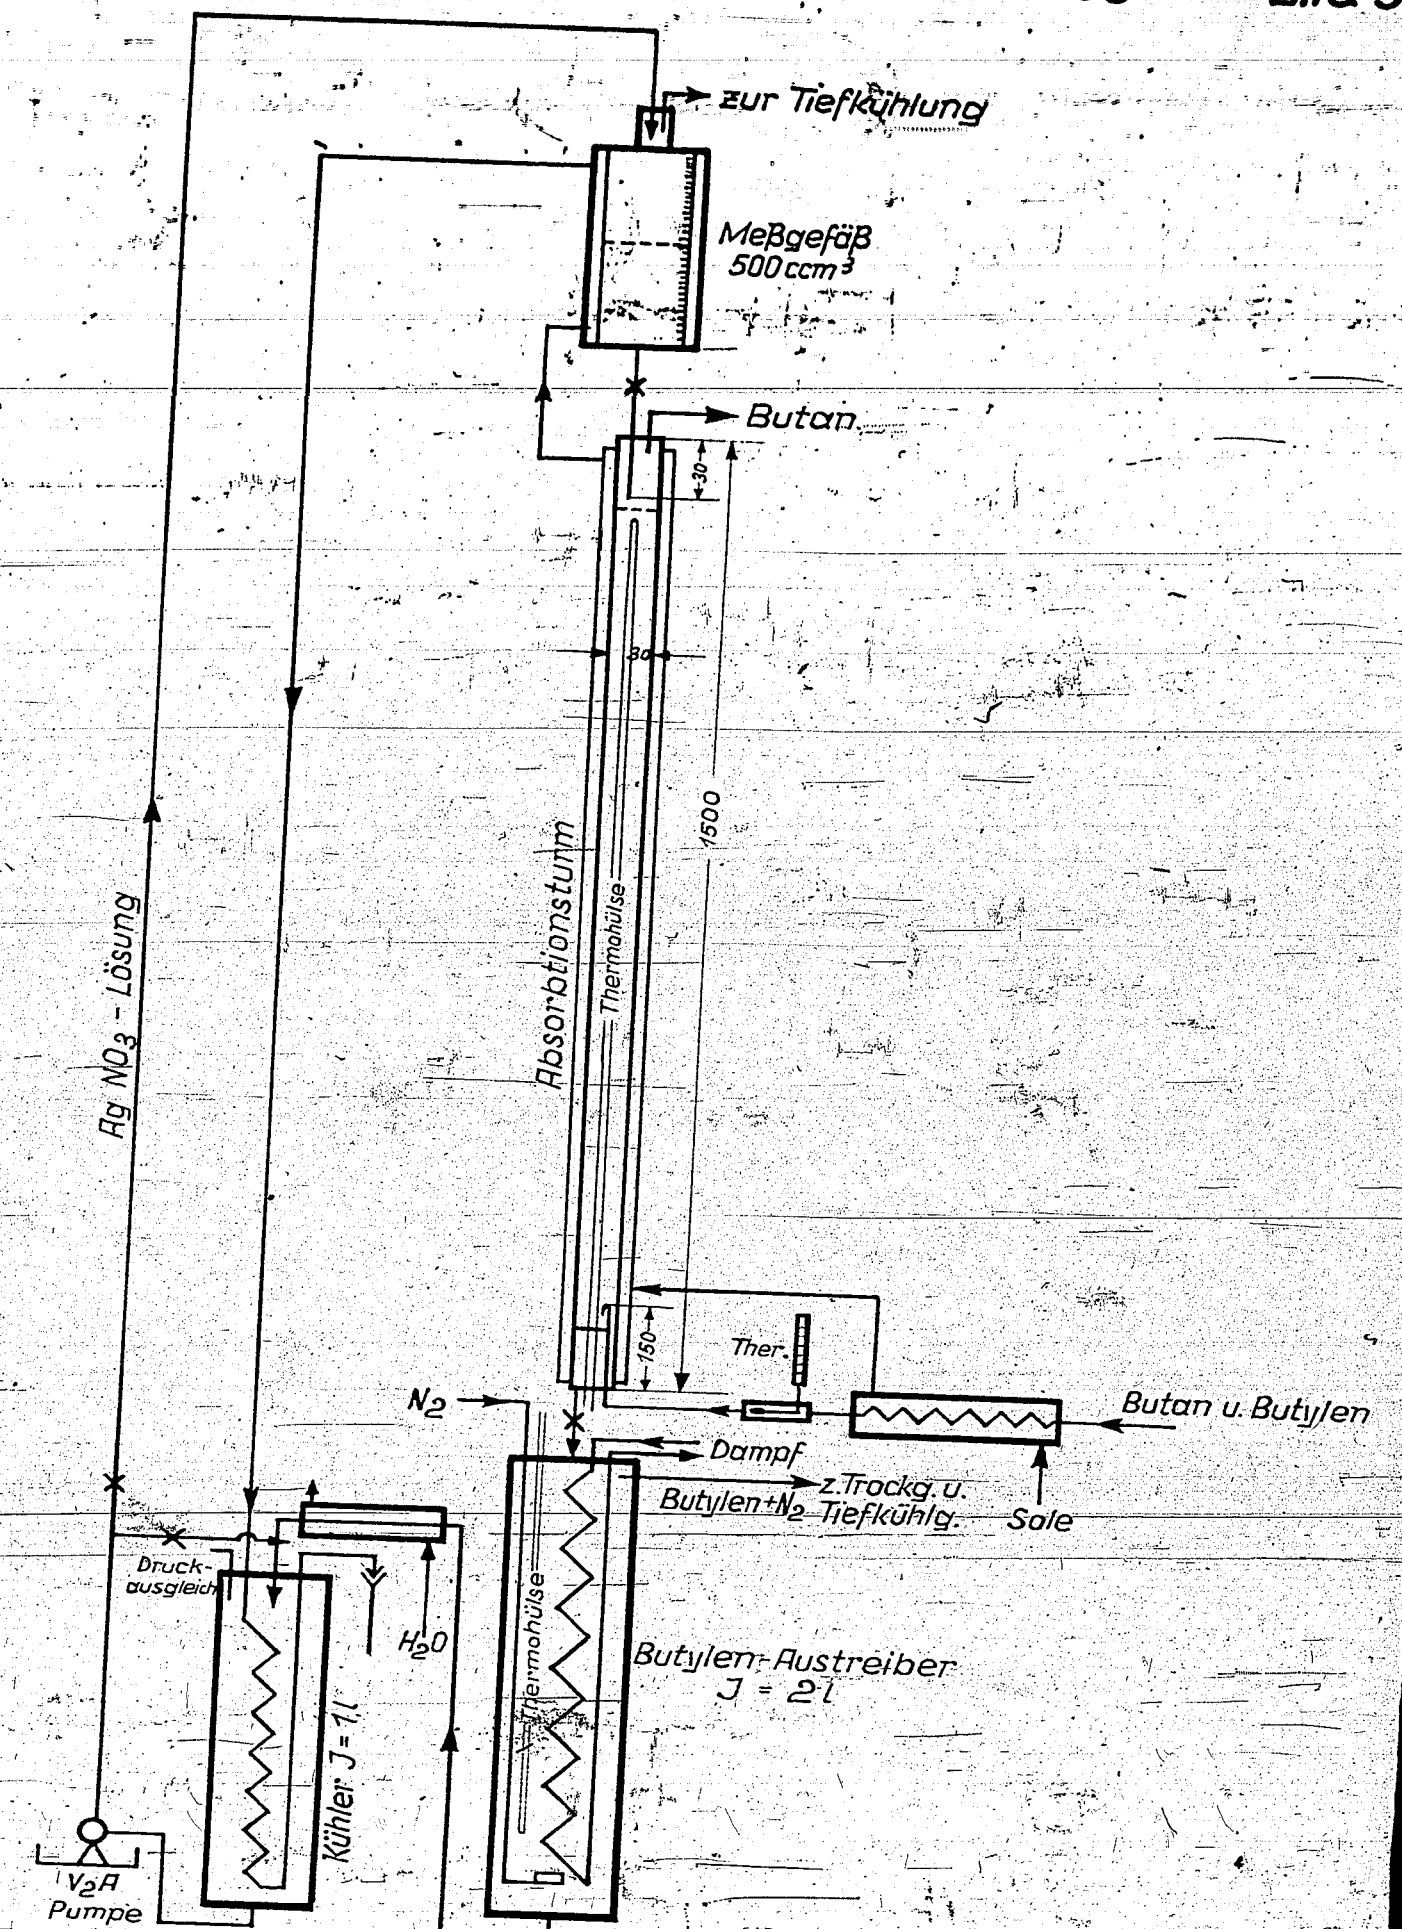 zur Tiefkühlung
Meßgefäß
500 ccm³
Butan.
30
30
1500
Absorbtionsturm
Thermohülse
Ag NO₃ - Lösung
150
Ther.
N₂
Butan u. Butylen
Dampf
z. Trockg. u.
Butylen + N₂ Tiefkühlg.
Sole
Druck-
ausgleich
H₂O
Thermohülse
Butylen-Austreiber
J = 2 l
Kühler J = 1 l
V₂A
Pumpe